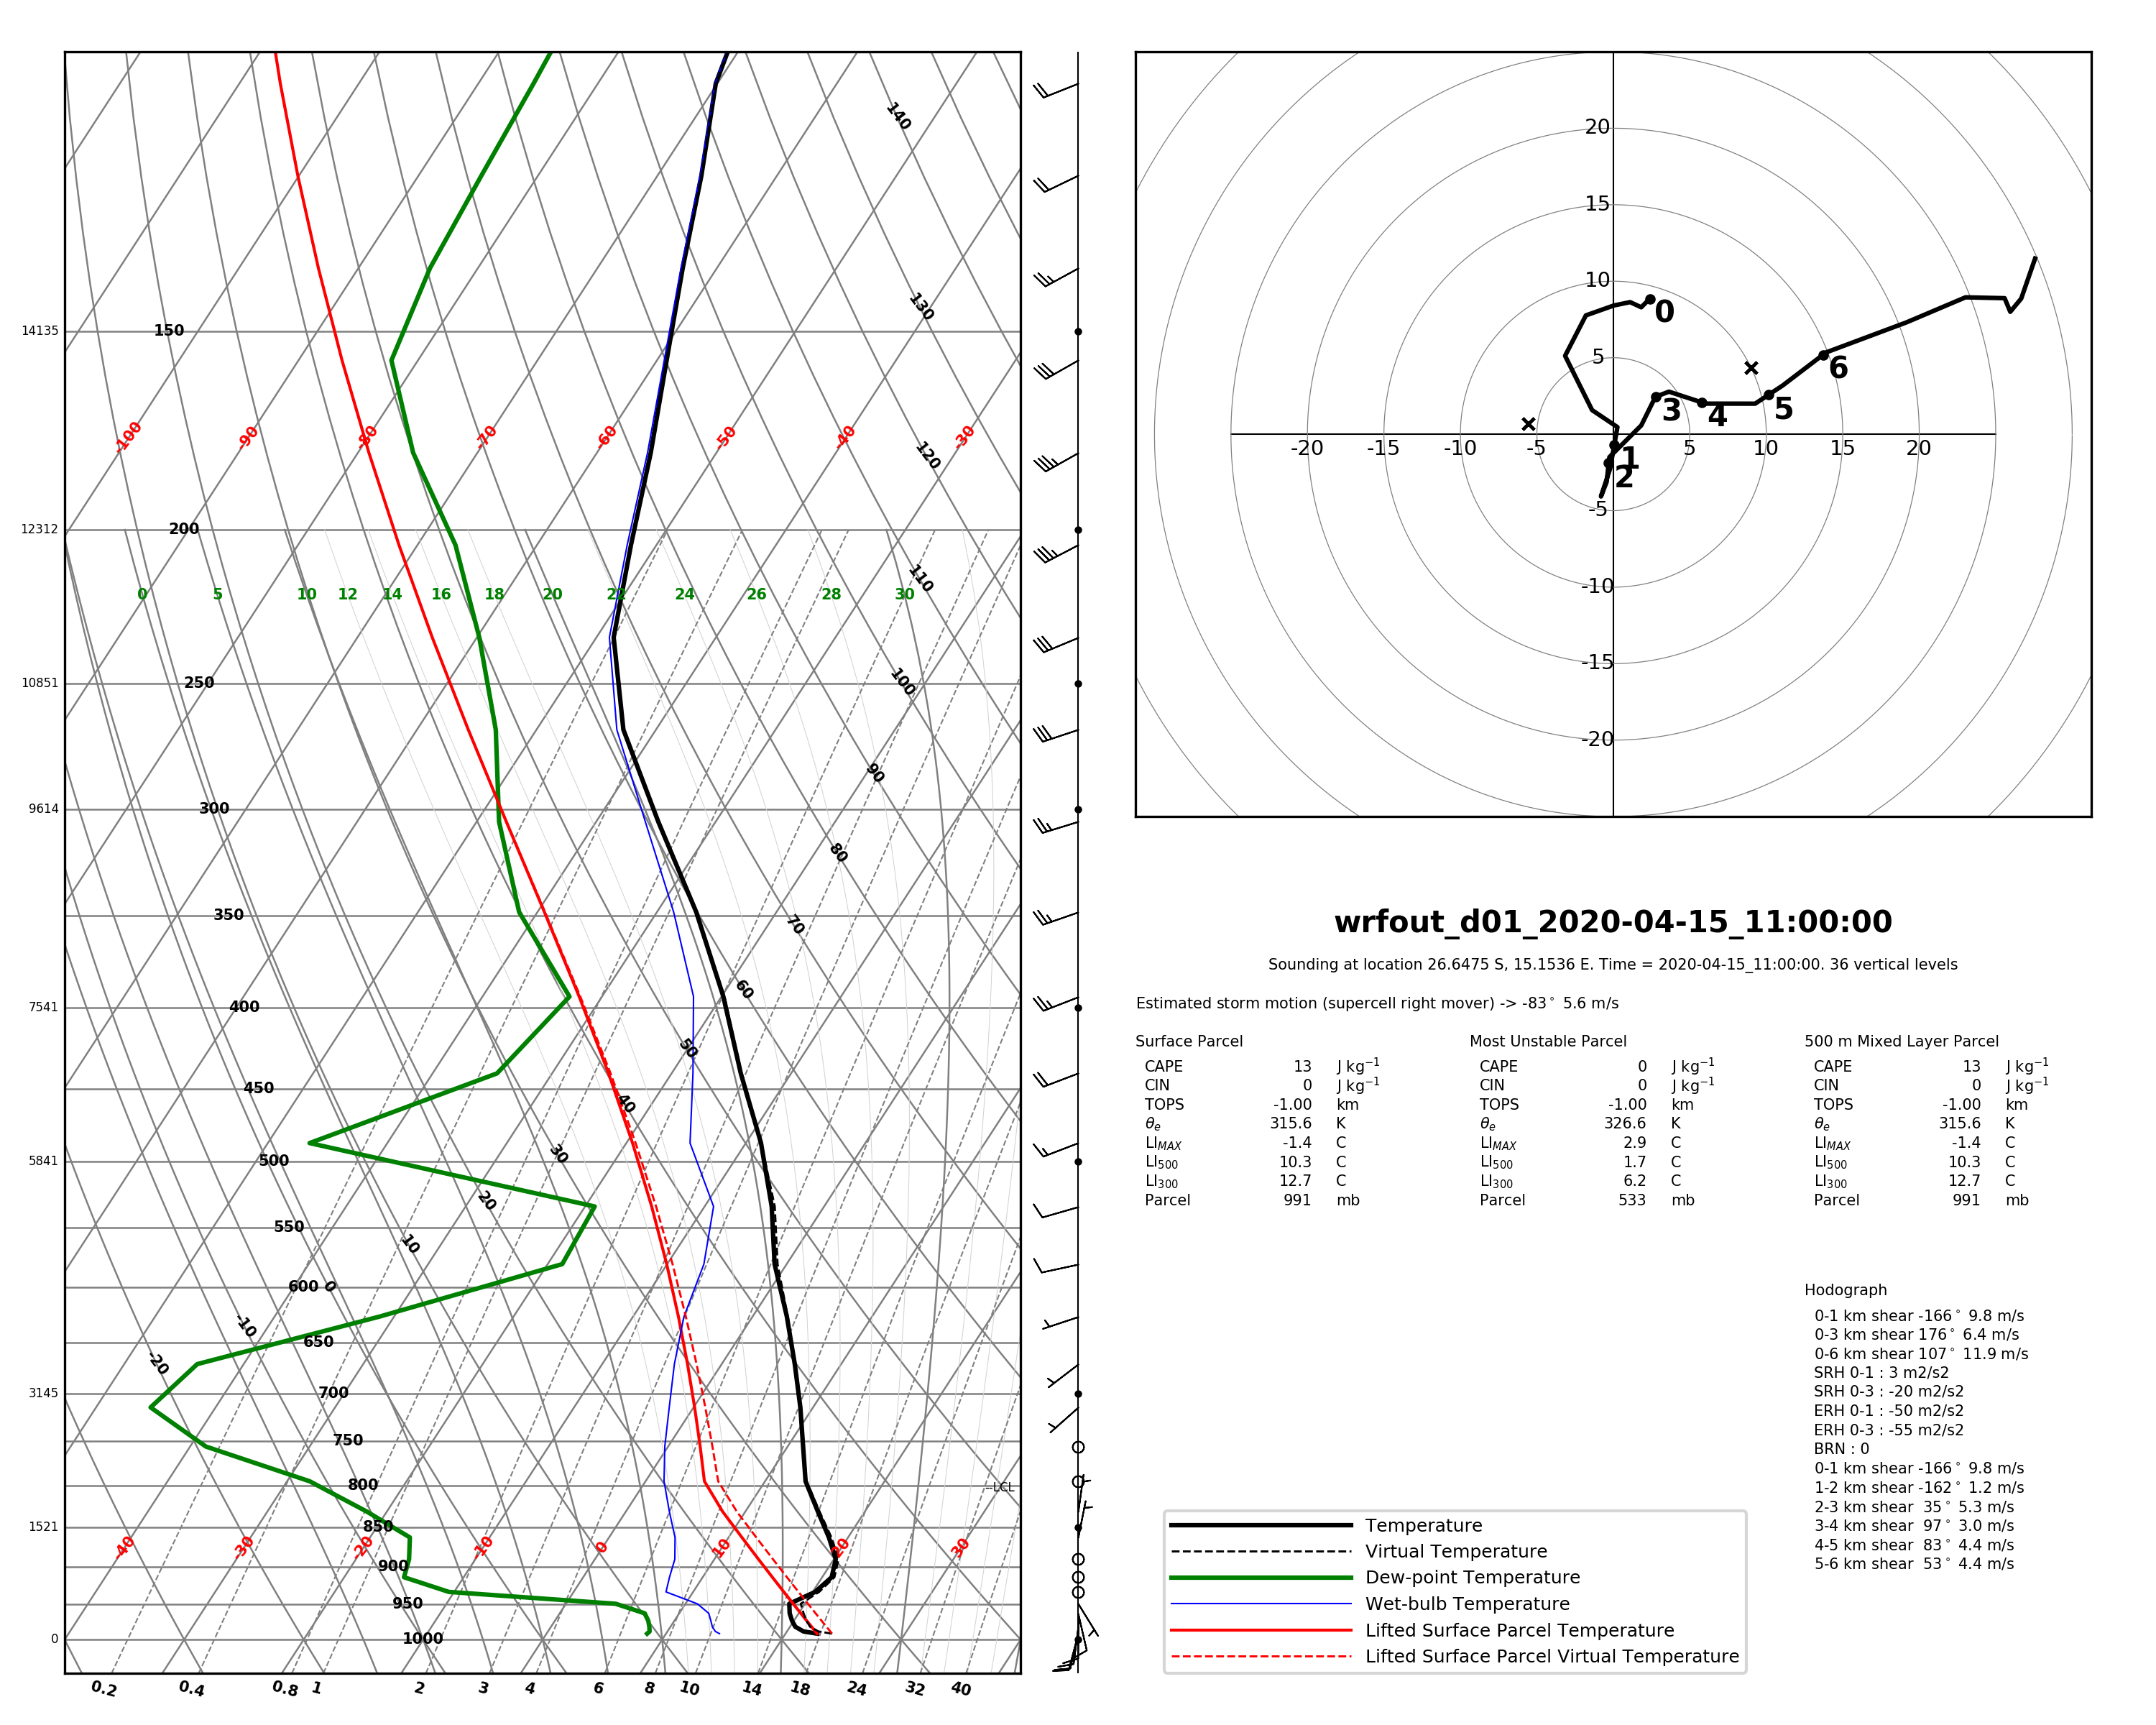 140
130
14135 150
-100 -90 -80 -70 -60 -50 -40 -30
120
12312 200
110
0 5 10 12 14 16 18 20 22 24 26 28 30
10851 250
100
90
9614 300
80
350
70
60
7541 400
50
450
40
5841 500
30
20
550
10
600 0
-10
650
-20
3145 700
750
800
--LCL
1521 850
-40 -30 -20 -10 0 10 20 30
900
950
0 1000
0.2 0.4 0.8 1 2 3 4 6 8 10 14 18 24 32 40
20
15
10
5
-5
-10
-15
-20
-20 -15 -10 -5 5 10 15 20
0
1
2
3
4
5
6
wrfout_d01_2020-04-15_11:00:00
Sounding at location 26.6475 S, 15.1536 E. Time = 2020-04-15_11:00:00. 36 vertical levels
Estimated storm motion (supercell right mover) -> -83° 5.6 m/s
Surface Parcel
CAPE 13 J kg⁻¹
CIN 0 J kg⁻¹
TOPS -1.00 km
θe 315.6 K
LIMAX -1.4 C
LI500 10.3 C
LI300 12.7 C
Parcel 991 mb
Most Unstable Parcel
CAPE 0 J kg⁻¹
CIN 0 J kg⁻¹
TOPS -1.00 km
θe 326.6 K
LIMAX 2.9 C
LI500 1.7 C
LI300 6.2 C
Parcel 533 mb
500 m Mixed Layer Parcel
CAPE 13 J kg⁻¹
CIN 0 J kg⁻¹
TOPS -1.00 km
θe 315.6 K
LIMAX -1.4 C
LI500 10.3 C
LI300 12.7 C
Parcel 991 mb
Hodograph
0-1 km shear -166° 9.8 m/s
0-3 km shear 176° 6.4 m/s
0-6 km shear 107° 11.9 m/s
SRH 0-1 : 3 m2/s2
SRH 0-3 : -20 m2/s2
ERH 0-1 : -50 m2/s2
ERH 0-3 : -55 m2/s2
BRN : 0
0-1 km shear -166° 9.8 m/s
1-2 km shear -162° 1.2 m/s
2-3 km shear 35° 5.3 m/s
3-4 km shear 97° 3.0 m/s
4-5 km shear 83° 4.4 m/s
5-6 km shear 53° 4.4 m/s
Temperature
Virtual Temperature
Dew-point Temperature
Wet-bulb Temperature
Lifted Surface Parcel Temperature
Lifted Surface Parcel Virtual Temperature